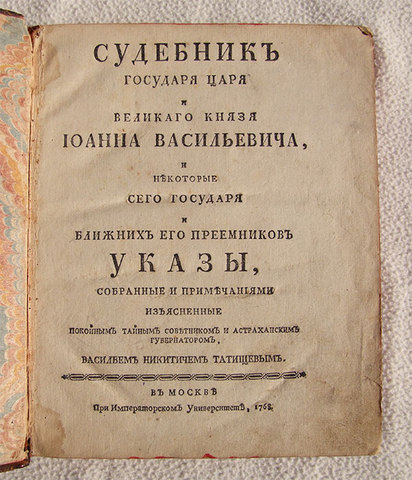 СУДЕБНИКЪ
ГОСУДАРЯ ЦАРЯ
И
ВЕЛИКАГО КНЯЗЯ
ІОАННА ВАСИЛЬЕВИЧА,
И
НѢКОТОРЫЕ
СЕГО ГОСУДАРЯ
И
БЛИЖНИХЪ ЕГО ПРЕЕМНИКОВЪ
УКАЗЫ,
СОБРАННЫЕ И ПРИМѢЧАНІЯМИ
ИЗЪЯСНЕННЫЕ
ПОКОЙНЫМЪ ТАЙНЫМЪ СОВѢТНИКОМЪ И АСТРАХАНСКИМЪ
ГУБЕРНАТОРОМЪ,
ВАСИЛЬЕМЪ НИКИТИЧЕМЪ ТАТИЩЕВЫМЪ.
ВЪ МОСКВѢ
При Императорскомъ Университетѣ, 1768.